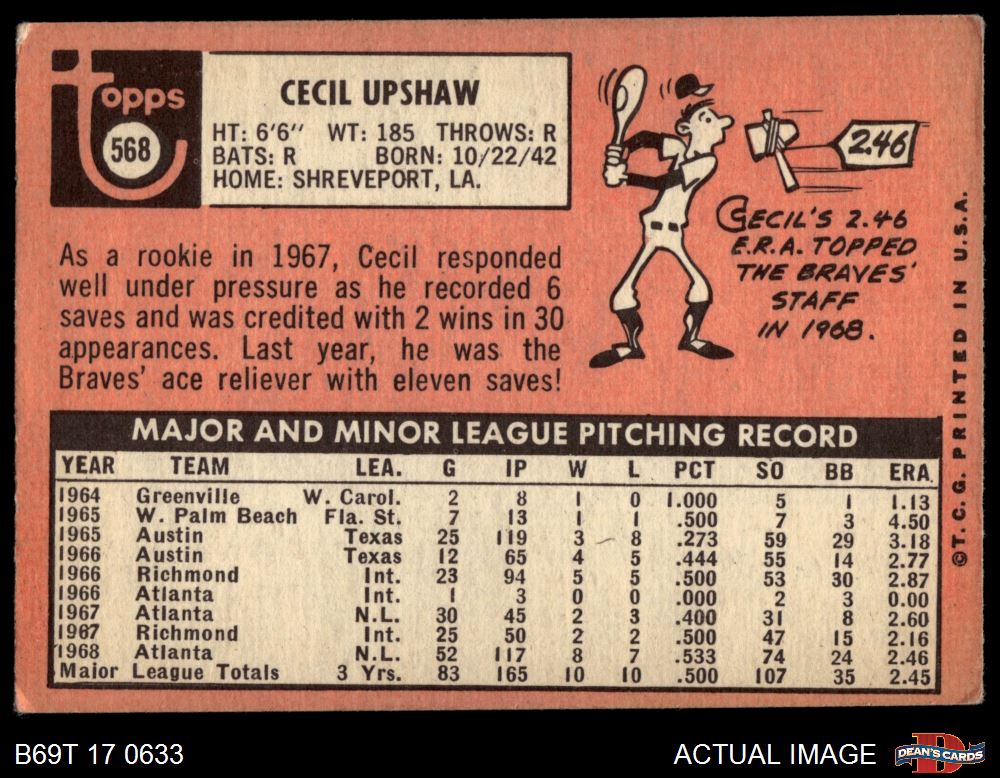 topps
568
CECIL UPSHAW
HT: 6'6" WT: 185 THROWS: R
BATS: R BORN: 10/22/42
HOME: SHREVEPORT, LA.
2.46
CECIL'S 2.46
E.R.A. TOPPED
THE BRAVES'
STAFF
IN 1968.
As a rookie in 1967, Cecil responded
well under pressure as he recorded 6
saves and was credited with 2 wins in 30
appearances. Last year, he was the
Braves' ace reliever with eleven saves!
MAJOR AND MINOR LEAGUE PITCHING RECORD
YEAR TEAM LEA. G IP W L PCT SO BB ERA
1964 Greenville W. Carol. 2 8 1 0 1.000 5 1 1.13
1965 W. Palm Beach Fla. St. 7 13 1 1 .500 7 3 4.50
1965 Austin Texas 25 119 3 8 .273 59 29 3.18
1966 Austin Texas 12 65 4 5 .444 55 14 2.77
1966 Richmond Int. 23 94 5 5 .500 53 30 2.87
1966 Atlanta Int. 1 3 0 0 .000 2 3 0.00
1967 Atlanta N.L. 30 45 2 3 .400 31 8 2.60
1967 Richmond Int. 25 50 2 2 .500 47 15 2.16
1968 Atlanta N.L. 52 117 8 7 .533 74 24 2.46
Major League Totals 3 Yrs. 83 165 10 10 .500 107 35 2.45
©T.C.G. PRINTED IN U.S.A.
B69T 17 0633
ACTUAL IMAGE
DEAN'S CARDS